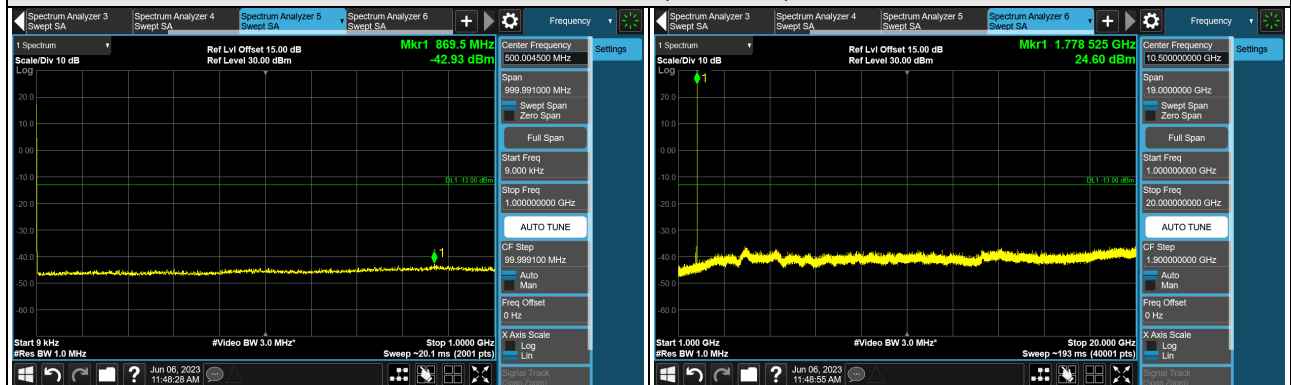 Spectrum Analyzer 3
Swept SA
Spectrum Analyzer 4
Swept SA
Spectrum Analyzer 5
Swept SA
Spectrum Analyzer 6
Swept SA
Frequency
1 Spectrum
Scale/Div 10 dB
Log
Ref Lvl Offset 15.00 dB
Ref Level 30.00 dBm
Mkr1 869.5 MHz
-42.93 dBm
20.0
10.0
0.00
-10.0
-20.0
-30.0
-40.0
-50.0
-60.0
DL1 -13.00 dBm
1
Start 9 kHz
#Res BW 1.0 MHz
#Video BW 3.0 MHz*
Stop 1.0000 GHz
Sweep ~20.1 ms (2001 pts)
Center Frequency
500.004500 MHz
Settings
Span
999.991000 MHz
Swept Span
Zero Span
Full Span
Start Freq
9.000 kHz
Stop Freq
1.000000000 GHz
AUTO TUNE
CF Step
99.999100 MHz
Auto
Man
Freq Offset
0 Hz
X Axis Scale
Log
Lin
Signal Track
(Span Zoom)
?
Jun 06, 2023
11:48:28 AM
Spectrum Analyzer 3
Swept SA
Spectrum Analyzer 4
Swept SA
Spectrum Analyzer 5
Swept SA
Spectrum Analyzer 6
Swept SA
Frequency
1 Spectrum
Scale/Div 10 dB
Log
Ref Lvl Offset 15.00 dB
Ref Level 30.00 dBm
Mkr1 1.778 525 GHz
24.60 dBm
20.0
10.0
0.00
-10.0
-20.0
-30.0
-40.0
-50.0
-60.0
DL1 -13.00 dBm
1
Start 1.000 GHz
#Res BW 1.0 MHz
#Video BW 3.0 MHz*
Stop 20.000 GHz
Sweep ~193 ms (40001 pts)
Center Frequency
10.500000000 GHz
Settings
Span
19.0000000 GHz
Swept Span
Zero Span
Full Span
Start Freq
1.000000000 GHz
Stop Freq
20.000000000 GHz
AUTO TUNE
CF Step
1.900000000 GHz
Auto
Man
Freq Offset
0 Hz
X Axis Scale
Log
Lin
Signal Track
(Span Zoom)
?
Jun 06, 2023
11:48:55 AM